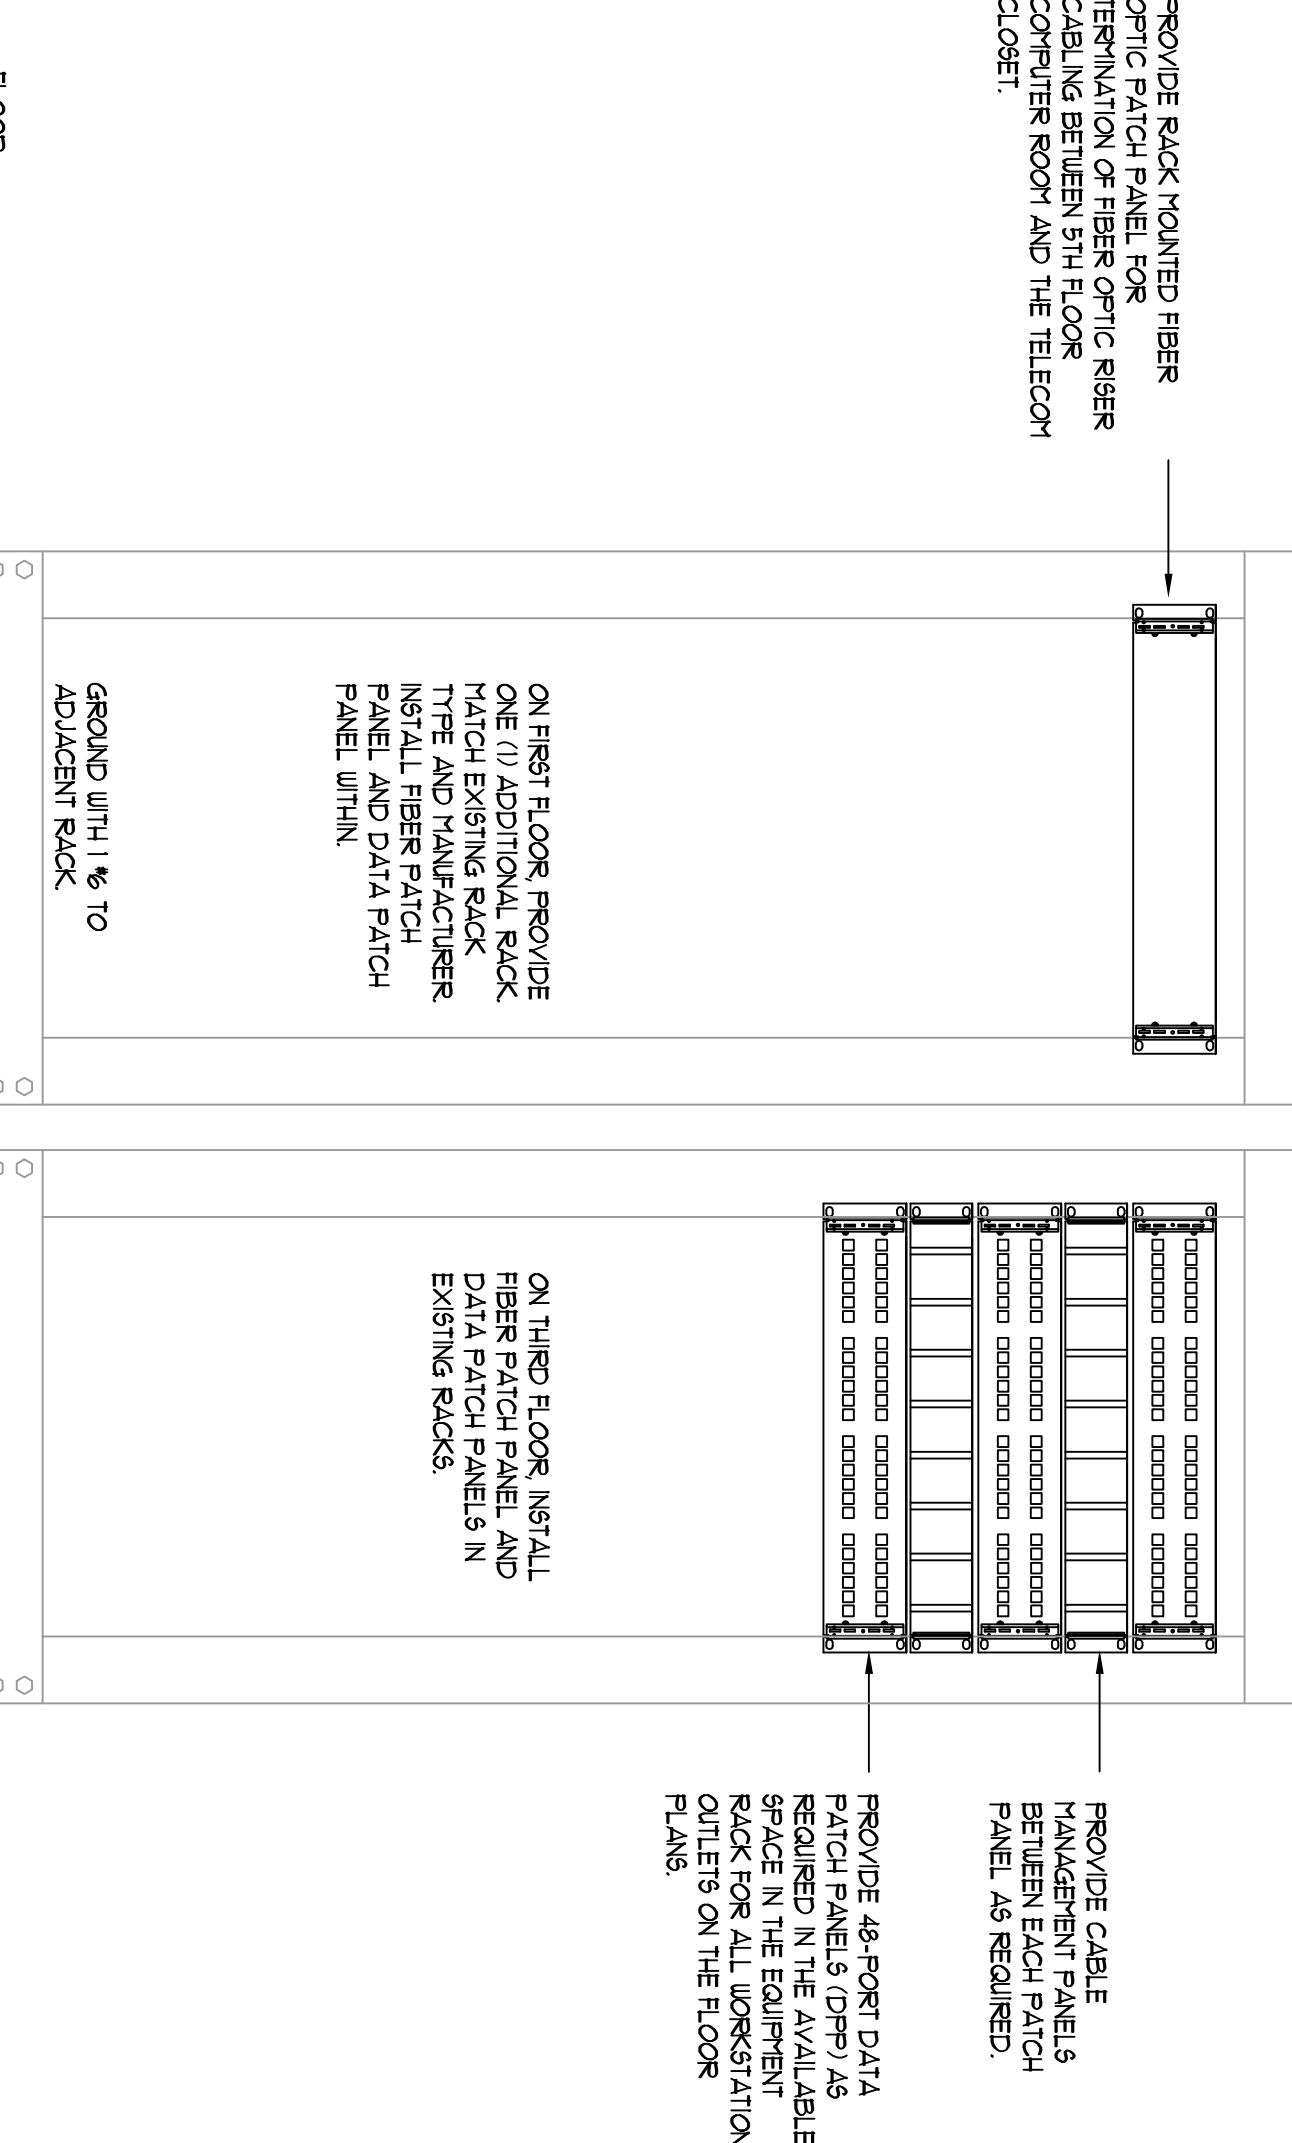 PROVIDE RACK MOUNTED FIBER
OPTIC PATCH PANEL FOR
TERMINATION OF FIBER OPTIC RISER
CABLING BETWEEN 5TH FLOOR
COMPUTER ROOM AND THE TELECOM
CLOSET.
ON FIRST FLOOR, PROVIDE
ONE (1) ADDITIONAL RACK.
MATCH EXISTING RACK
TYPE AND MANUFACTURER.
INSTALL FIBER PATCH
PANEL AND DATA PATCH
PANEL WITHIN.
GROUND WITH 1 #6 TO
ADJACENT RACK.
ON THIRD FLOOR, INSTALL
FIBER PATCH PANEL AND
DATA PATCH PANELS IN
EXISTING RACKS.
PROVIDE CABLE
MANAGEMENT PANELS
BETWEEN EACH PATCH
PANEL AS REQUIRED.
PROVIDE 48-PORT DATA
PATCH PANELS (DPP) AS
REQUIRED IN THE AVAILABLE
SPACE IN THE EQUIPMENT
RACK FOR ALL WORKSTATION
OUTLETS ON THE FLOOR
PLANS.
FLOOR